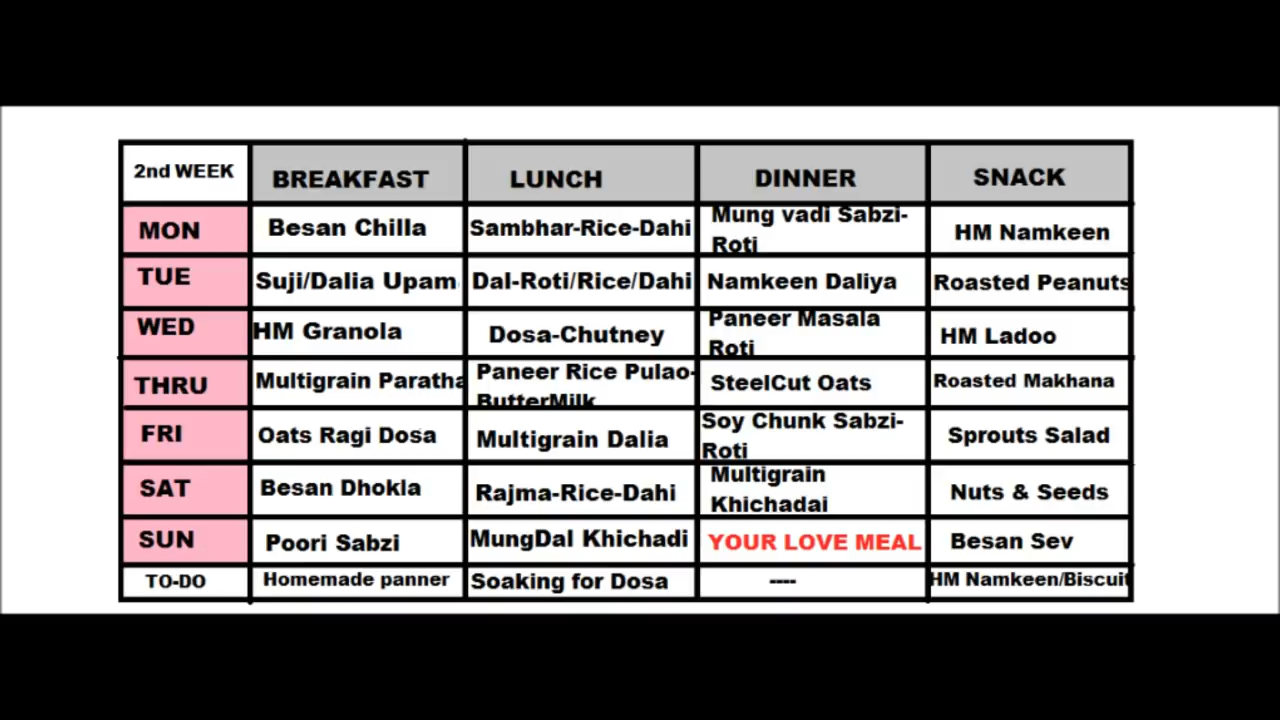 2nd WEEK BREAKFAST LUNCH DINNER SNACK
MON Besan Chilla Sambhar-Rice-Dahi Mung vadi Sabzi-
Roti HM Namkeen
TUE Suji/Dalia Upam Dal-Roti/Rice/Dahi Namkeen Daliya Roasted Peanuts
WED HM Granola Dosa-Chutney Paneer Masala
Roti HM Ladoo
THRU Multigrain Paratha Paneer Rice Pulao-
ButterMilk SteelCut Oats Roasted Makhana
FRI Oats Ragi Dosa Multigrain Dalia Soy Chunk Sabzi-
Roti Sprouts Salad
SAT Besan Dhokla Rajma-Rice-Dahi Multigrain
Khichadai Nuts & Seeds
SUN Poori Sabzi MungDal Khichadi YOUR LOVE MEAL Besan Sev
TO-DO Homemade panner Soaking for Dosa ---- HM Namkeen/Biscuit